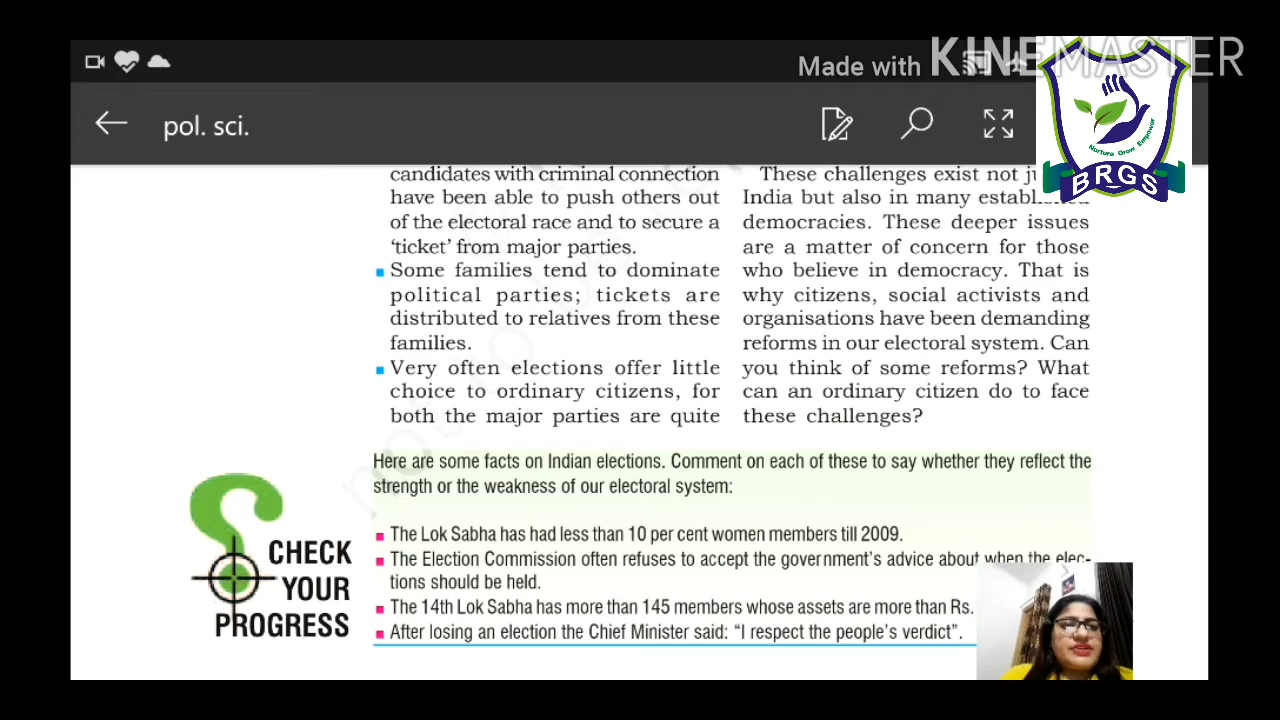 Made with KINEMASTER
pol. sci.
Nurture Grow Empower
BRGS
candidates with criminal connection
have been able to push others out
of the electoral race and to secure a
‘ticket’ from major parties.
Some families tend to dominate
political parties; tickets are
distributed to relatives from these
families.
Very often elections offer little
choice to ordinary citizens, for
both the major parties are quite
These challenges exist not
India but also in many established
democracies. These deeper issues
are a matter of concern for those
who believe in democracy. That is
why citizens, social activists and
organisations have been demanding
reforms in our electoral system. Can
you think of some reforms? What
can an ordinary citizen do to face
these challenges?
CHECK
YOUR
PROGRESS
Here are some facts on Indian elections. Comment on each of these to say whether they reflect the
strength or the weakness of our electoral system:
The Lok Sabha has had less than 10 per cent women members till 2009.
The Election Commission often refuses to accept the government’s advice about when the elec-
tions should be held.
The 14th Lok Sabha has more than 145 members whose assets are more than Rs.
After losing an election the Chief Minister said: “I respect the people’s verdict”.